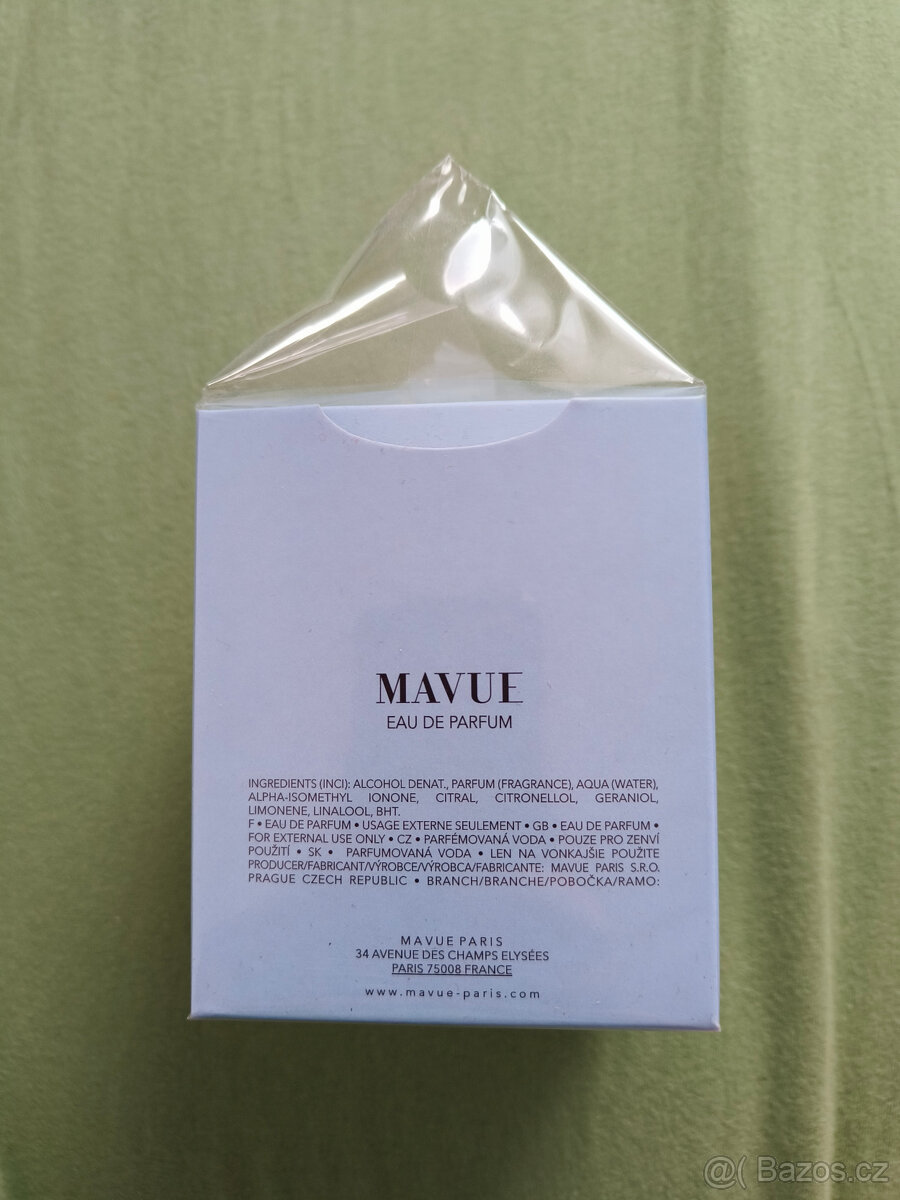 MAVUE
EAU DE PARFUM
INGREDIENTS (INCI): ALCOHOL DENAT., PARFUM (FRAGRANCE), AQUA (WATER),
ALPHA-ISOMETHYL IONONE, CITRAL, CITRONELLOL, GERANIOL,
LIMONENE, LINALOOL, BHT.
F • EAU DE PARFUM • USAGE EXTERNE SEULEMENT • GB • EAU DE PARFUM •
FOR EXTERNAL USE ONLY • CZ • PARFÉMOVANÁ VODA • POUZE PRO ZENVÍ
POUŽITÍ • SK • PARFUMOVANÁ VODA • LEN NA VONKAJŠIE POUŽITE
PRODUCER/FABRICANT/VÝROBCE/VÝROBCA/FABRICANTE: MAVUE PARIS S.R.O.
PRAGUE CZECH REPUBLIC • BRANCH/BRANCHE/POBOČKA/RAMO:
MAVUE PARIS
34 AVENUE DES CHAMPS ELYSÉES
PARIS 75008 FRANCE
www.mavue-paris.com
@( Bazos.cz